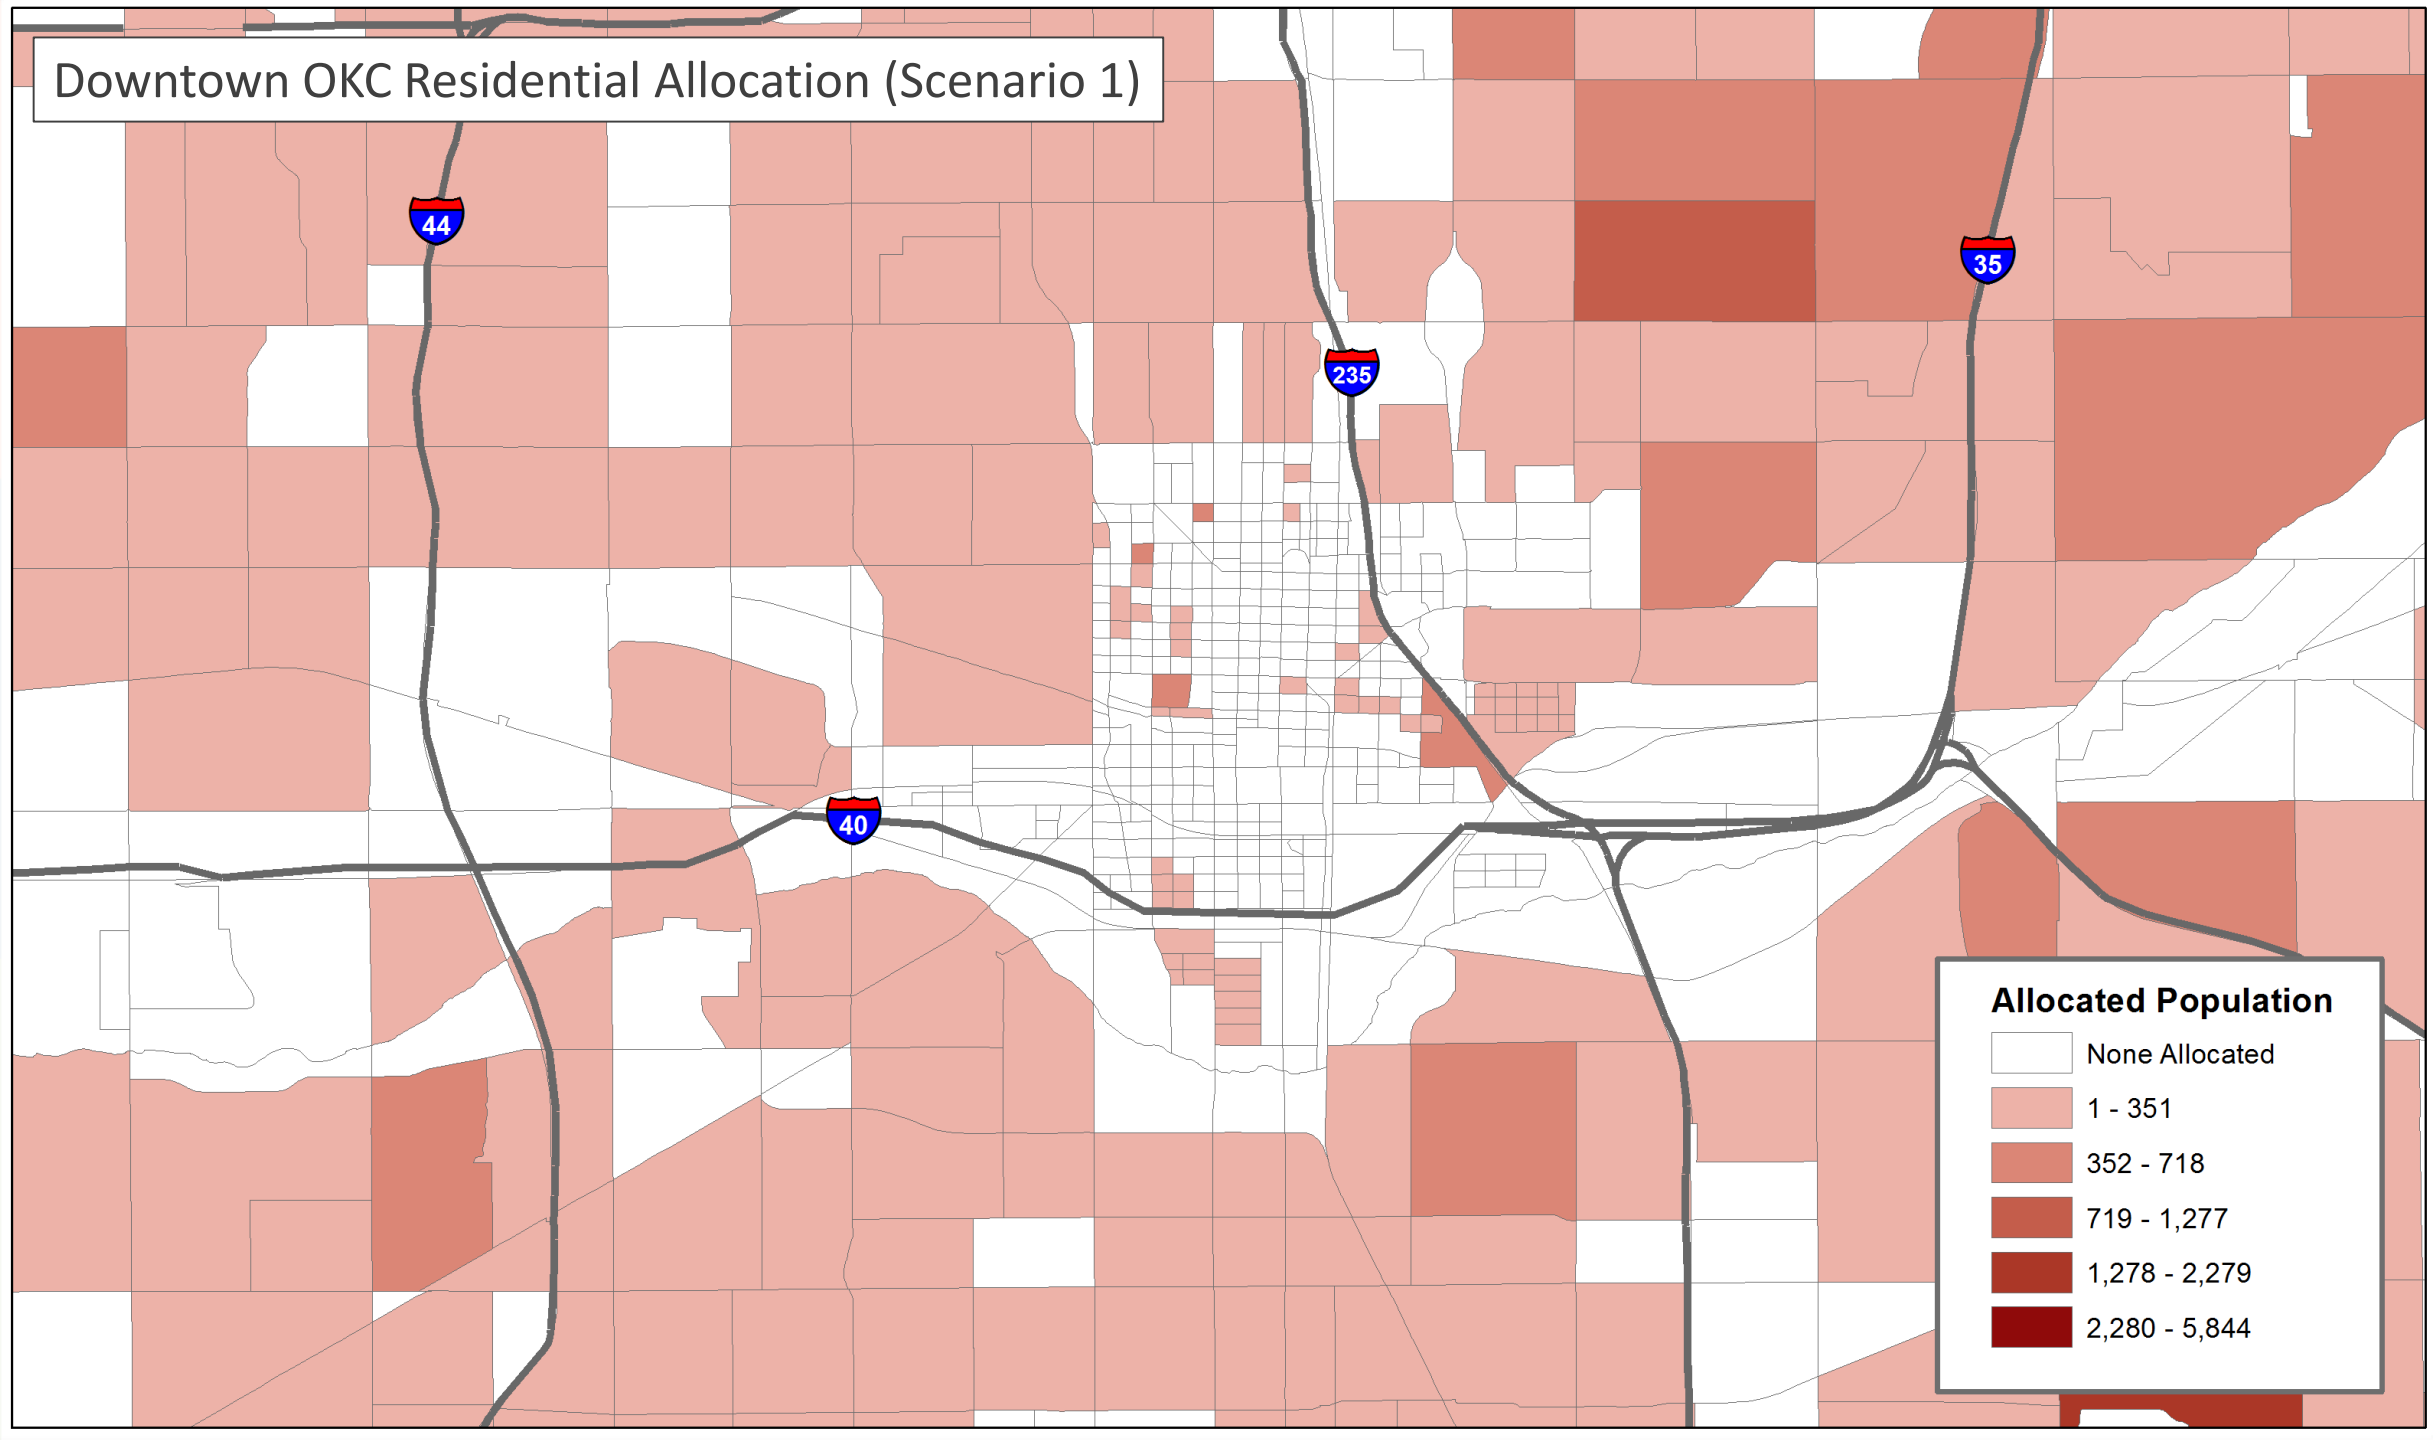 Downtown OKC Residential Allocation (Scenario 1)
44
35
235
40
Allocated Population
None Allocated
1 - 351
352 - 718
719 - 1,277
1,278 - 2,279
2,280 - 5,844